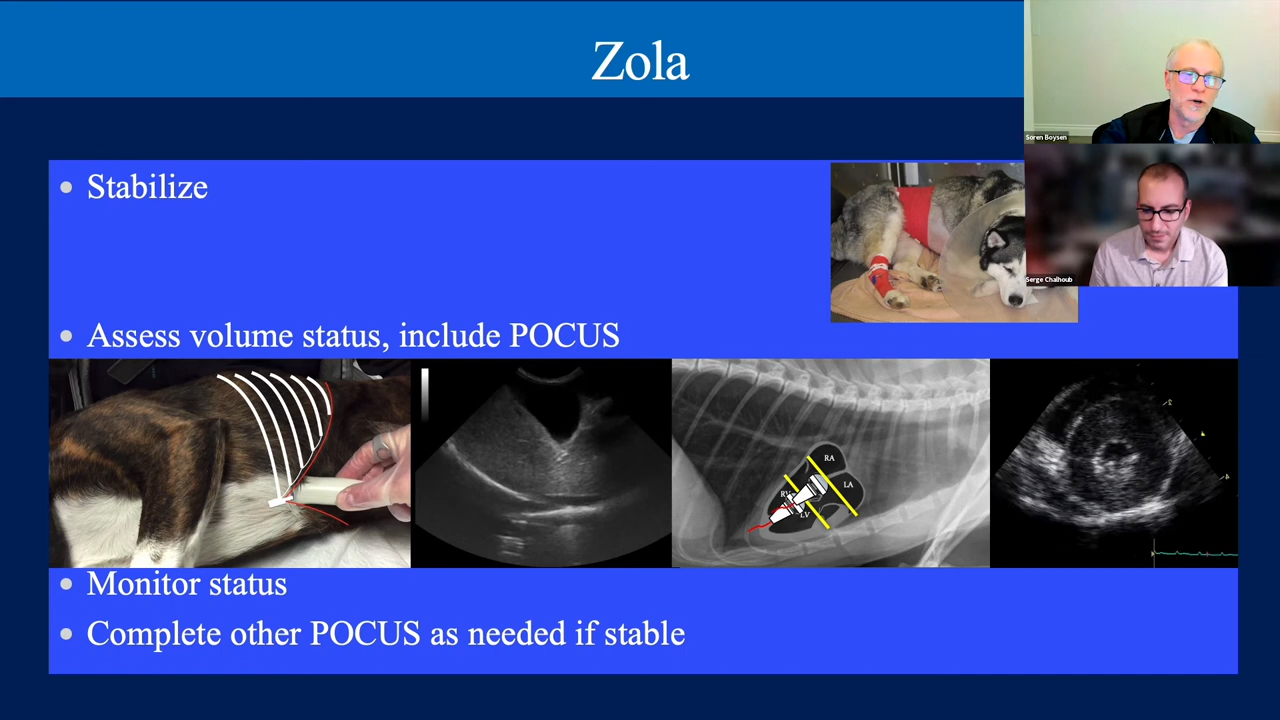 Zola
Soren Boysen
Serge Chalhoub
• Stabilize
• Assess volume status, include POCUS
RA
LA
RV
LV
• Monitor status
• Complete other POCUS as needed if stable